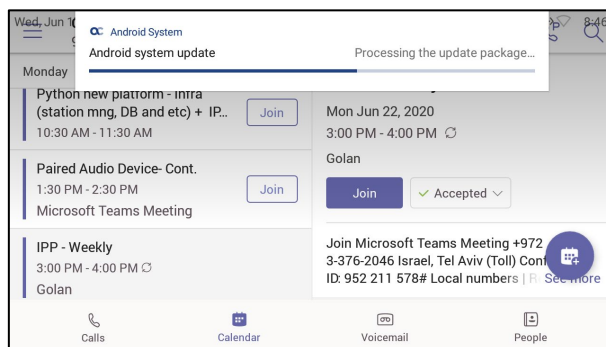 Wed, Jun 1
8:46
Android System
Android system update
Processing the update package...
Monday
Python new platform - Infra
(station mng, DB and etc) + IP...
Join
10:30 AM - 11:30 AM
Paired Audio Device- Cont.
1:30 PM - 2:30 PM
Join
Microsoft Teams Meeting
IPP - Weekly
3:00 PM - 4:00 PM
Golan
Mon Jun 22, 2020
3:00 PM - 4:00 PM
Golan
Join
Accepted
Join Microsoft Teams Meeting +972
3-376-2046 Israel, Tel Aviv (Toll) Conf
ID: 952 211 578# Local numbers | R See more
Calls
Calendar
Voicemail
People